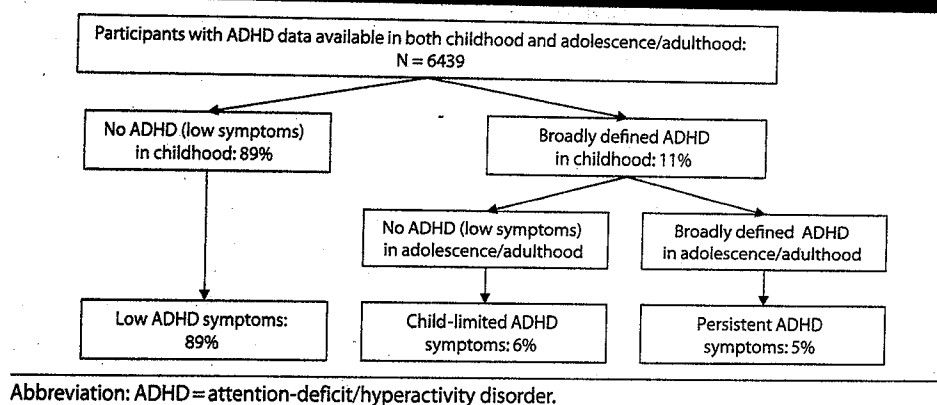 Participants with ADHD data available in both childhood and adolescence/adulthood:
N = 6439
No ADHD (low symptoms)
in childhood: 89%
Broadly defined ADHD
in childhood: 11%
No ADHD (low symptoms)
in adolescence/adulthood
Broadly defined ADHD
in adolescence/adulthood
Low ADHD symptoms:
89%
Child-limited ADHD
symptoms: 6%
Persistent ADHD
symptoms: 5%
Abbreviation: ADHD = attention-deficit/hyperactivity disorder.